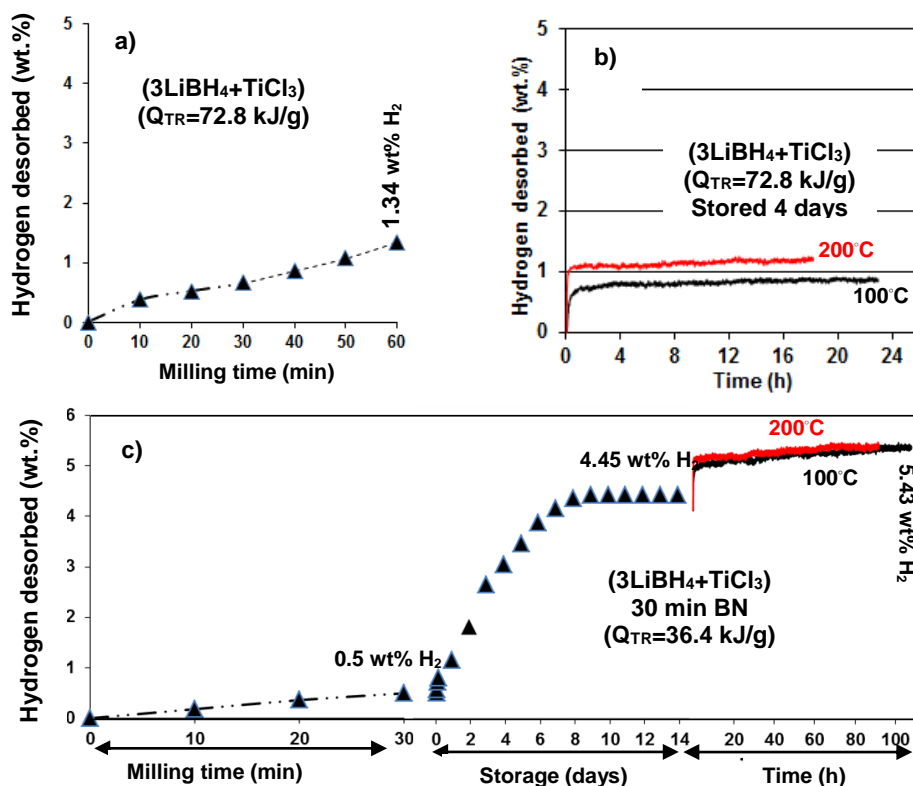 a)
Hydrogen desorbed (wt.%)
5
4
3
2
1
0
(3LiBH₄+TiCl₃)
(QTR=72.8 kJ/g)
1.34 wt% H₂
0 10 20 30 40 50 60
Milling time (min)
b)
Hydrogen desorbed (wt.%)
5
4
3
2
1
0
(3LiBH₄+TiCl₃)
(QTR=72.8 kJ/g)
Stored 4 days
200°C
100°C
0 4 8 12 16 20 24
Time (h)
c)
Hydrogen desorbed (wt.%)
6
5
4
3
2
1
0
0.5 wt% H₂
4.45 wt% H₂
200°C
100°C
5.43 wt% H₂
(3LiBH₄+TiCl₃)
30 min BN
(QTR=36.4 kJ/g)
0 10 20 30 0 2 4 6 8 10 12 14 20 40 60 80 100
Milling time (min) Storage (days) Time (h)